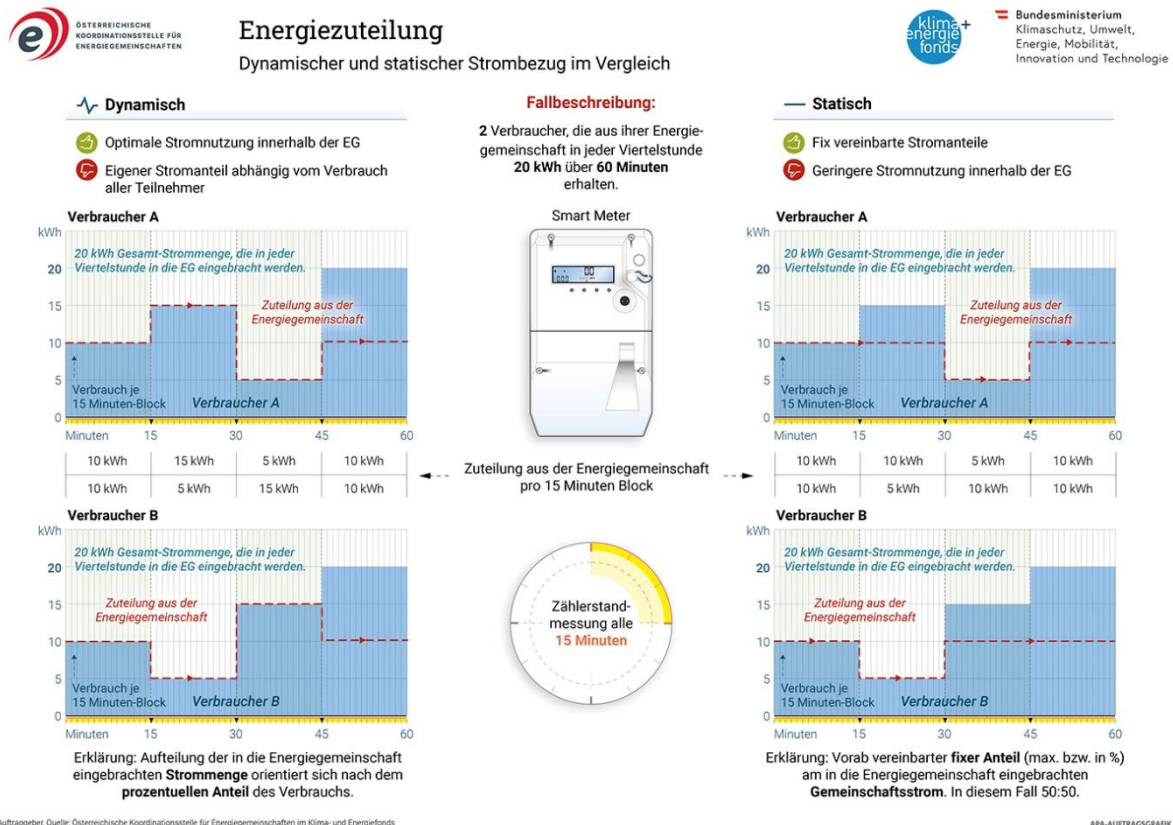 ÖSTERREICHISCHE
KOORDINATIONSSTELLE FÜR
ENERGIEGEMEINSCHAFTEN
Energiezuteilung
Dynamischer und statischer Strombezug im Vergleich
klima+
energie
fonds
Bundesministerium
Klimaschutz, Umwelt,
Energie, Mobilität,
Innovation und Technologie
Dynamisch
Optimale Stromnutzung innerhalb der EG
Eigener Stromanteil abhängig vom Verbrauch
aller Teilnehmer
Fallbeschreibung:
2 Verbraucher, die aus ihrer Energie-
gemeinschaft in jeder Viertelstunde
20 kWh über 60 Minuten
erhalten.
Statisch
Fix vereinbarte Stromanteile
Geringere Stromnutzung innerhalb der EG
Verbraucher A
kWh
20 kWh Gesamt-Strommenge, die in jeder
Viertelstunde in die EG eingebracht werden.
20
15
10
5
0
Zuteilung aus der
Energiegemeinschaft
Verbrauch je
15 Minuten-Block
Verbraucher A
Minuten 15 30 45 60
Smart Meter
Verbraucher A
kWh
20 kWh Gesamt-Strommenge, die in jeder
Viertelstunde in die EG eingebracht werden.
20
15
10
5
0
Zuteilung aus der
Energiegemeinschaft
Verbrauch je
15 Minuten-Block
Verbraucher A
Minuten 15 30 45 60
10 kWh 15 kWh 5 kWh 10 kWh
10 kWh 5 kWh 15 kWh 10 kWh
Zuteilung aus der Energiegemeinschaft
pro 15 Minuten Block
10 kWh 10 kWh 5 kWh 10 kWh
10 kWh 5 kWh 10 kWh 10 kWh
Verbraucher B
kWh
20 kWh Gesamt-Strommenge, die in jeder
Viertelstunde in die EG eingebracht werden.
20
15
10
5
0
Zuteilung aus der
Energiegemeinschaft
Verbrauch je
15 Minuten-Block
Verbraucher B
Minuten 15 30 45 60
Zählerstand-
messung alle
15 Minuten
Verbraucher B
kWh
20 kWh Gesamt-Strommenge, die in jeder
Viertelstunde in die EG eingebracht werden.
20
15
10
5
0
Zuteilung aus der
Energiegemeinschaft
Verbrauch je
15 Minuten-Block
Verbraucher B
Minuten 15 30 45 60
Erklärung: Aufteilung der in die Energiegemeinschaft
eingebrachten Strommenge orientiert sich nach dem
prozentuellen Anteil des Verbrauchs.
Erklärung: Vorab vereinbarter fixer Anteil (max. bzw. in %)
am in die Energiegemeinschaft eingebrachten
Gemeinschaftsstrom. In diesem Fall 50:50.
Auftraggeber, Quelle: Österreichische Koordinationsstelle für Energiegemeinschaften im Klima- und Energiefonds
APA-AUFTRAGSGRAFIK